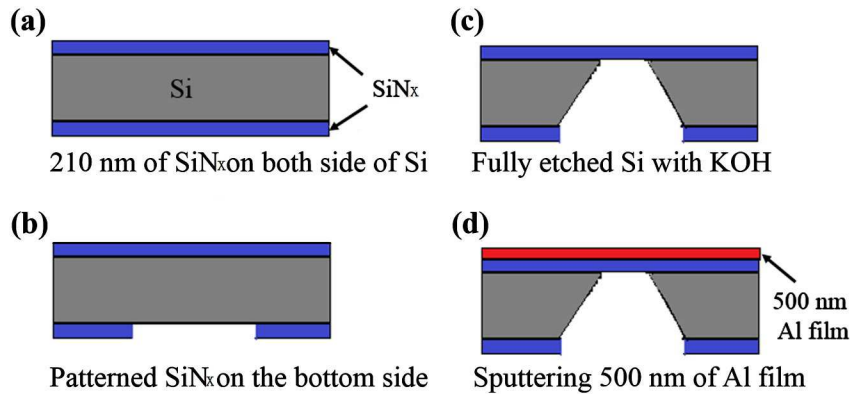 (a)
Si
SiNx
210 nm of SiNx on both side of Si
(b)
Patterned SiNx on the bottom side
(c)
Fully etched Si with KOH
(d)
500 nm
Al film
Sputtering 500 nm of Al film